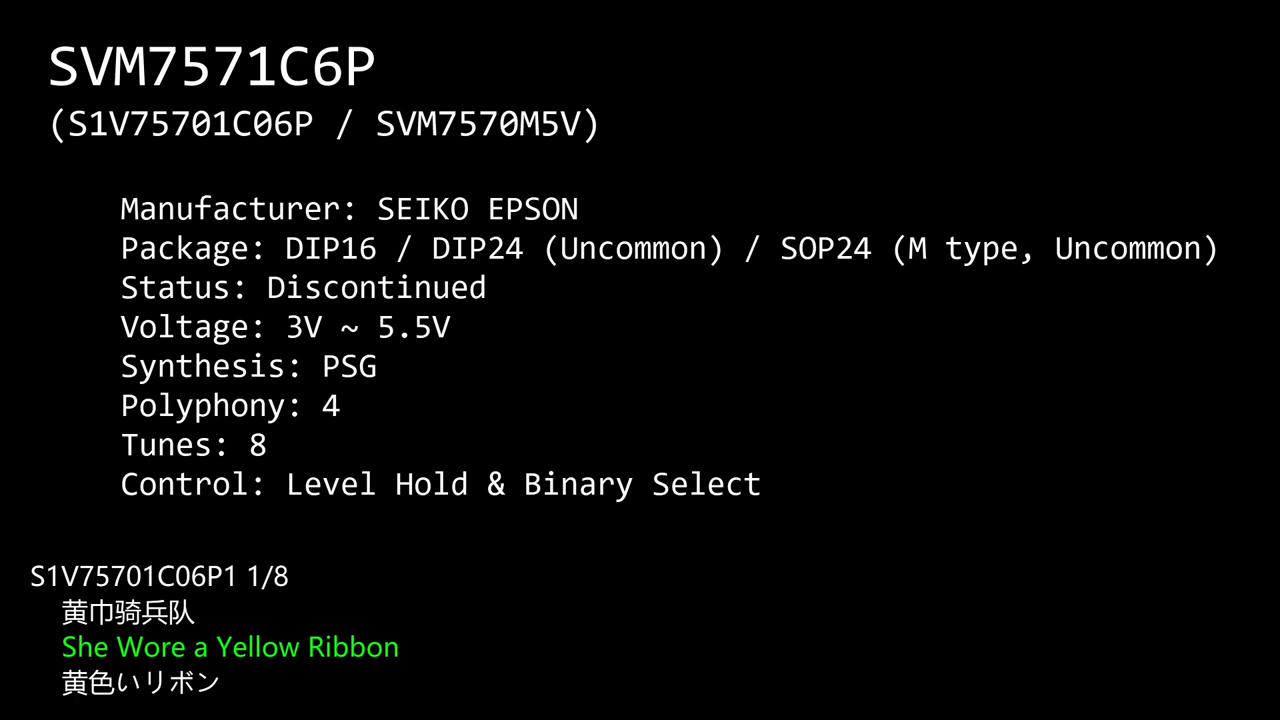 SVM7571C6P
(S1V75701C06P / SVM7570M5V)
Manufacturer: SEIKO EPSON
Package: DIP16 / DIP24 (Uncommon) / SOP24 (M type, Uncommon)
Status: Discontinued
Voltage: 3V ~ 5.5V
Synthesis: PSG
Polyphony: 4
Tunes: 8
Control: Level Hold & Binary Select
S1V75701C06P1 1/8
黄巾骑兵队
She Wore a Yellow Ribbon
黄色いリボン